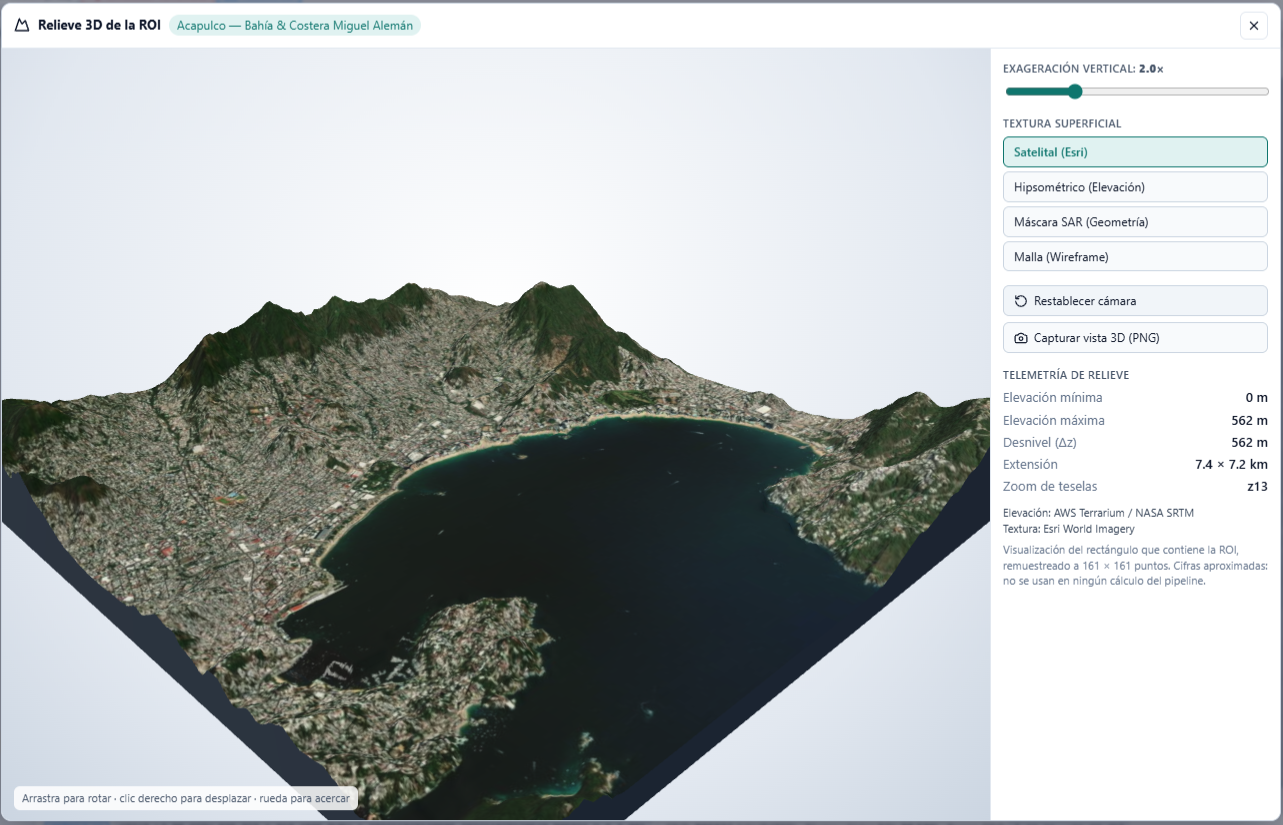 Relieve 3D de la ROI
Acapulco — Bahía & Costera Miguel Alemán
EXAGERACIÓN VERTICAL: 2.0×
TEXTURA SUPERFICIAL
Satelital (Esri)
Hipsométrico (Elevación)
Máscara SAR (Geometría)
Malla (Wireframe)
Restablecer cámara
Capturar vista 3D (PNG)
TELEMETRÍA DE RELIEVE
Elevación mínima 0 m
Elevación máxima 562 m
Desnivel (Δz) 562 m
Extensión 7.4 × 7.2 km
Zoom de teselas z13
Elevación: AWS Terrarium / NASA SRTM
Textura: Esri World Imagery
Visualización del rectángulo que contiene la ROI,
remuestreado a 161 × 161 puntos. Cifras aproximadas:
no se usan en ningún cálculo del pipeline.
Arrastra para rotar · clic derecho para desplazar · rueda para acercar